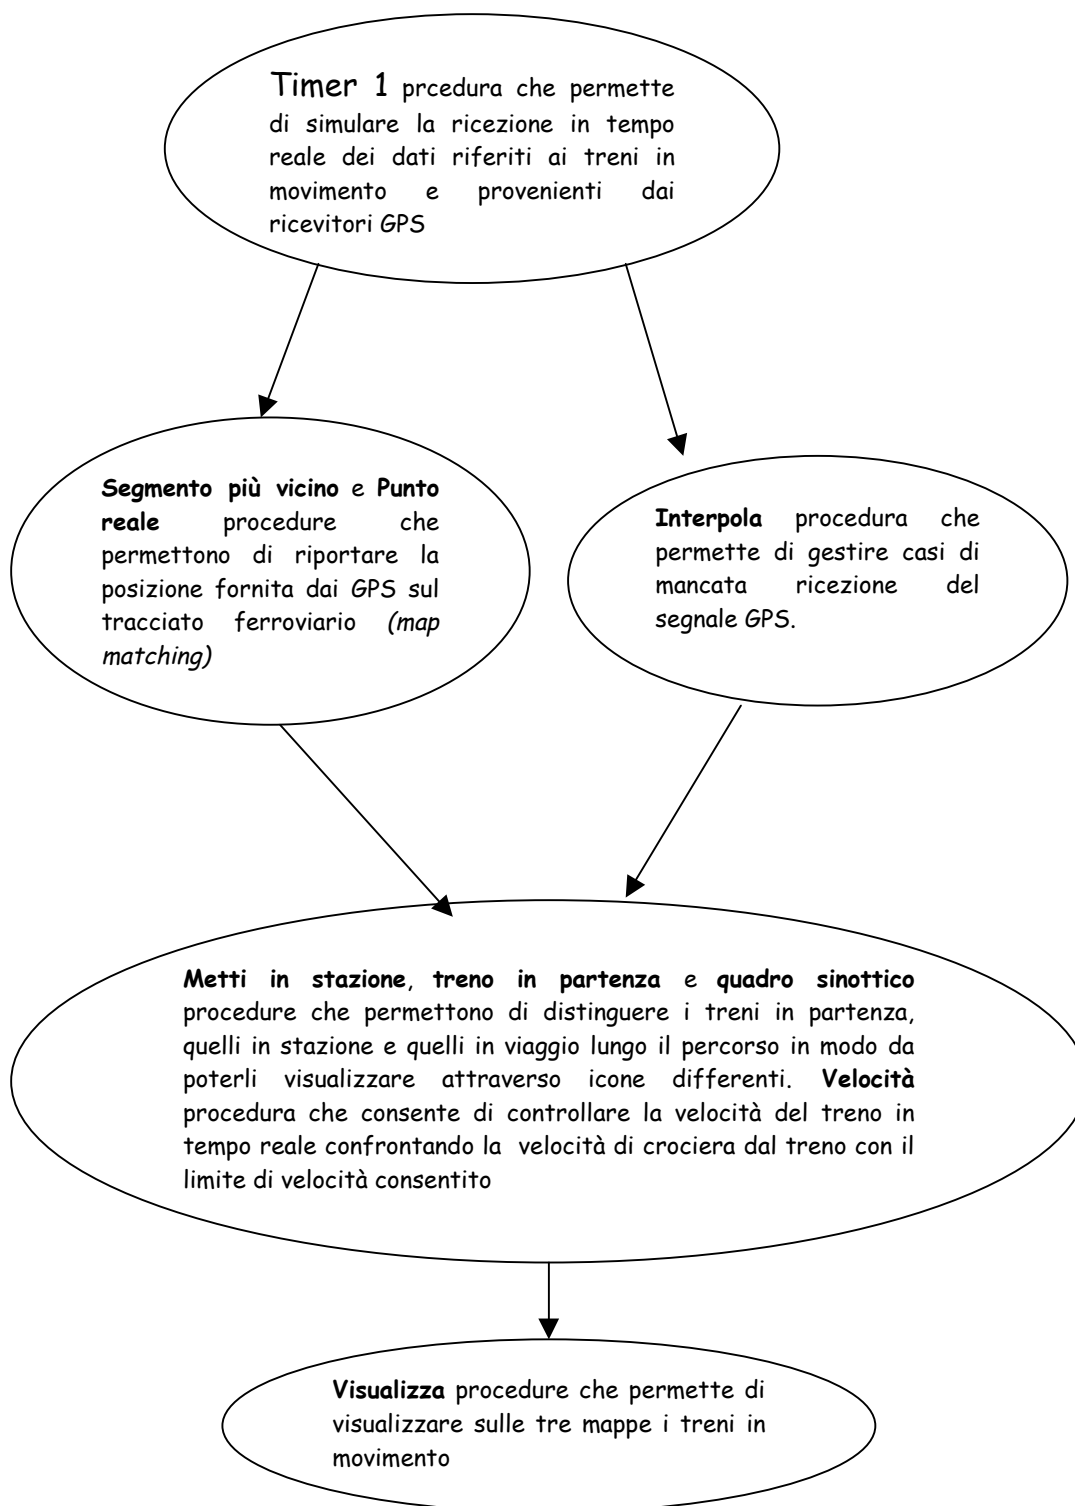 Timer 1 prcedura che permette
di simulare la ricezione in tempo
reale dei dati riferiti ai treni in
movimento e provenienti dai
ricevitori GPS
Segmento più vicino e Punto
reale procedure che
permettono di riportare la
posizione fornita dai GPS sul
tracciato ferroviario (map
matching)
Interpola procedura che
permette di gestire casi di
mancata ricezione del
segnale GPS.
Metti in stazione, treno in partenza e quadro sinottico
procedure che permettono di distinguere i treni in partenza,
quelli in stazione e quelli in viaggio lungo il percorso in modo da
poterli visualizzare attraverso icone differenti. Velocità
procedura che consente di controllare la velocità del treno in
tempo reale confrontando la velocità di crociera dal treno con il
limite di velocità consentito
Visualizza procedure che permette di
visualizzare sulle tre mappe i treni in
movimento